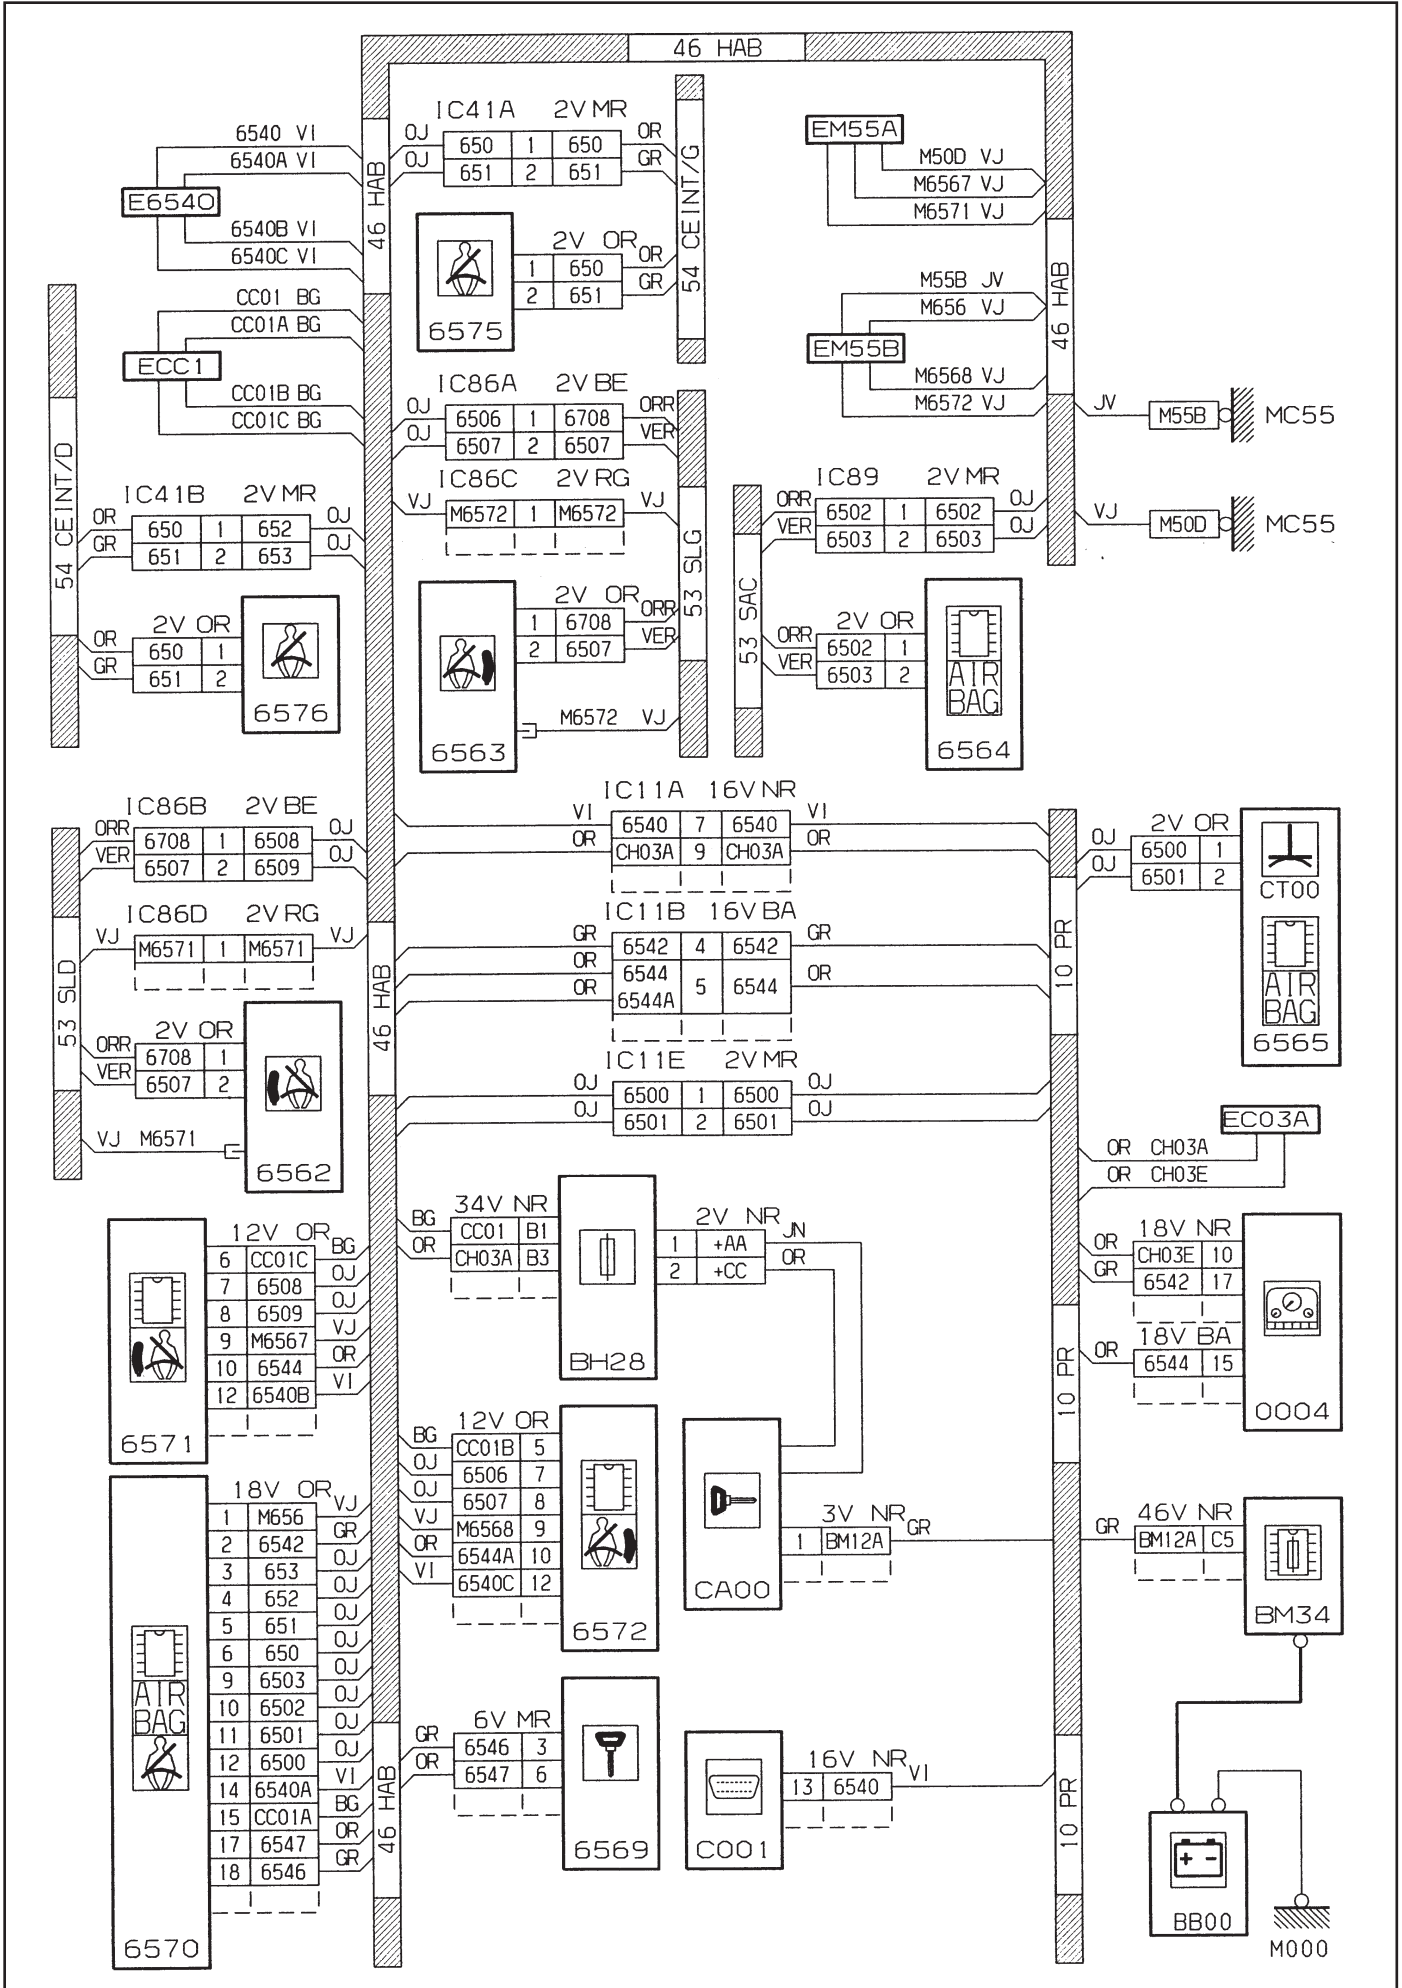 46 HAB
46 HAB
6540 VI
6540A VI
E6540
6540B VI
6540C VI
CC01 BG
CC01A BG
ECC1
CC01B BG
CC01C BG
IC41A 2V MR
OJ 650 1 650 OR
OJ 651 2 651 GR
54 CEINT/G
6575
2V OR
1 650 OR
2 651 GR
EM55A
M50D VJ
M6567 VJ
M6571 VJ
46 HAB
M55B JV
M656 VJ
EM55B
M6568 VJ
M6572 VJ
JV M55B MC55
VJ M50D MC55
54 CEINT/D
IC41B 2V MR
OR 650 1 652 OJ
GR 651 2 653 OJ
2V OR
OR 650 1
GR 651 2
6576
IC86A 2V BE
OJ 6506 1 6708 ORR
OJ 6507 2 6507 VER
IC86C 2V RG
VJ M6572 1 M6572 VJ
53 SLG
2V OR
1 6708 ORR
2 6507 VER
M6572 VJ
6563
IC89 2V MR
ORR 6502 1 6502 OJ
VER 6503 2 6503 OJ
53 SAC
2V OR
ORR 6502 1
VER 6503 2
AIR
BAG
6564
IC86B 2V BE
ORR 6708 1 6508 OJ
VER 6507 2 6509 OJ
IC86D 2V RG
VJ M6571 1 M6571 VJ
53 SLD
2V OR
ORR 6708 1
VER 6507 2
VJ M6571
6562
46 HAB
IC11A 16V NR
VI 6540 7 6540 VI
OR CH03A 9 CH03A OR
IC11B 16V BA
GR 6542 4 6542 GR
OR 6544 5 6544 OR
OR 6544A
IC11E 2V MR
OJ 6500 1 6500 OJ
OJ 6501 2 6501 OJ
10 PR
2V OR
OJ 6500 1
OJ 6501 2
CT00
AIR
BAG
6565
EC03A
OR CH03A
OR CH03E
18V NR
OR CH03E 10
GR 6542 17
18V BA
OR 6544 15
0004
10 PR
34V NR
BG CC01 B1
OR CH03A B3
BH28
2V NR
1 +AA JN
2 +CC OR
12V OR
6 CC01C BG
7 6508 OJ
8 6509 OJ
9 M6567 VJ
10 6544 OR
12 6540B VI
6571
12V OR
BG CC01B 5
OJ 6506 7
OJ 6507 8
VJ M6568 9
OR 6544A 10
VI 6540C 12
6572
CA00
3V NR
1 BM12A GR
46V NR
GR BM12A C5
BM34
18V OR
1 M656 VJ
2 6542 GR
3 653 OJ
4 652 OJ
5 651 OJ
6 650 OJ
9 6503 OJ
10 6502 OJ
11 6501 OJ
12 6500 OJ
14 6540A VI
15 CC01A BG
17 6547 OR
18 6546 GR
AIR
BAG
6570
46 HAB
6V MR
GR 6546 3
OR 6547 6
6569
C001
16V NR
13 6540 VI
10 PR
+ -
BB00
M000